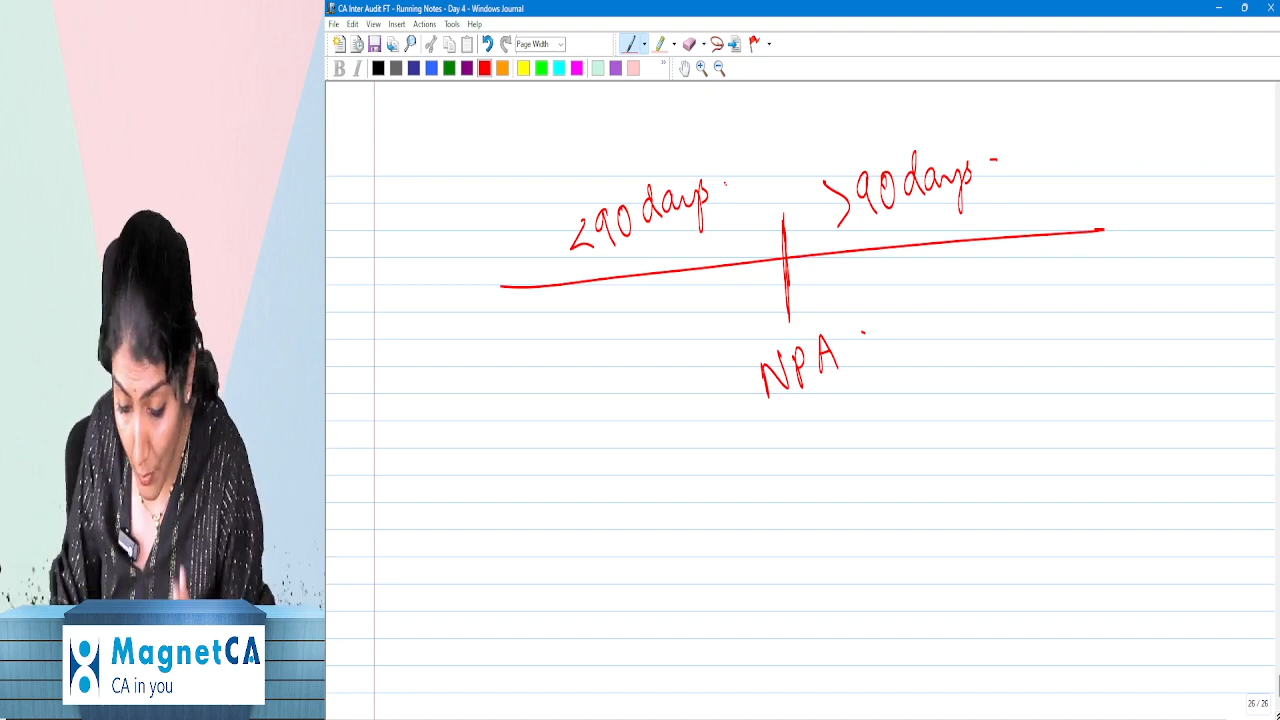 CA Inter Audit FT - Running Notes - Day 4 - Windows Journal
File Edit View Insert Actions Tools Help
Page Width
B I
<90 days
>90 days
NPA
MagnetCA
CA in you
26 / 26